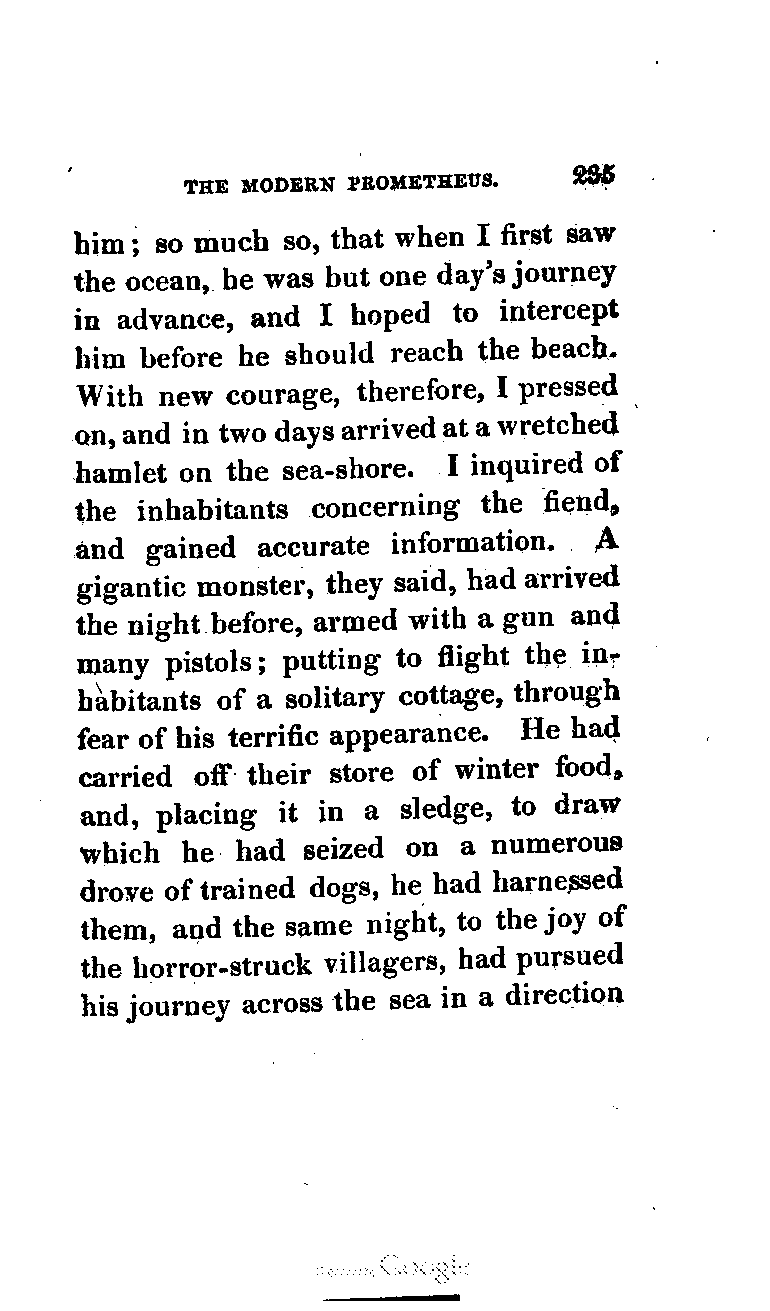 THE MODERN PROMETHEUS. 235
him; so much so, that when I first saw
the ocean, he was but one day's journey
in advance, and I hoped to intercept
him before he should reach the beach.
With new courage, therefore, I pressed
on, and in two days arrived at a wretched
hamlet on the sea-shore. I inquired of
the inhabitants concerning the fiend,
and gained accurate information. A
gigantic monster, they said, had arrived
the night before, armed with a gun and
many pistols; putting to flight the in-
habitants of a solitary cottage, through
fear of his terrific appearance. He had
carried off their store of winter food,
and, placing it in a sledge, to draw
which he had seized on a numerous
drove of trained dogs, he had harnessed
them, and the same night, to the joy of
the horror-struck villagers, had pursued
his journey across the sea in a direction
Google